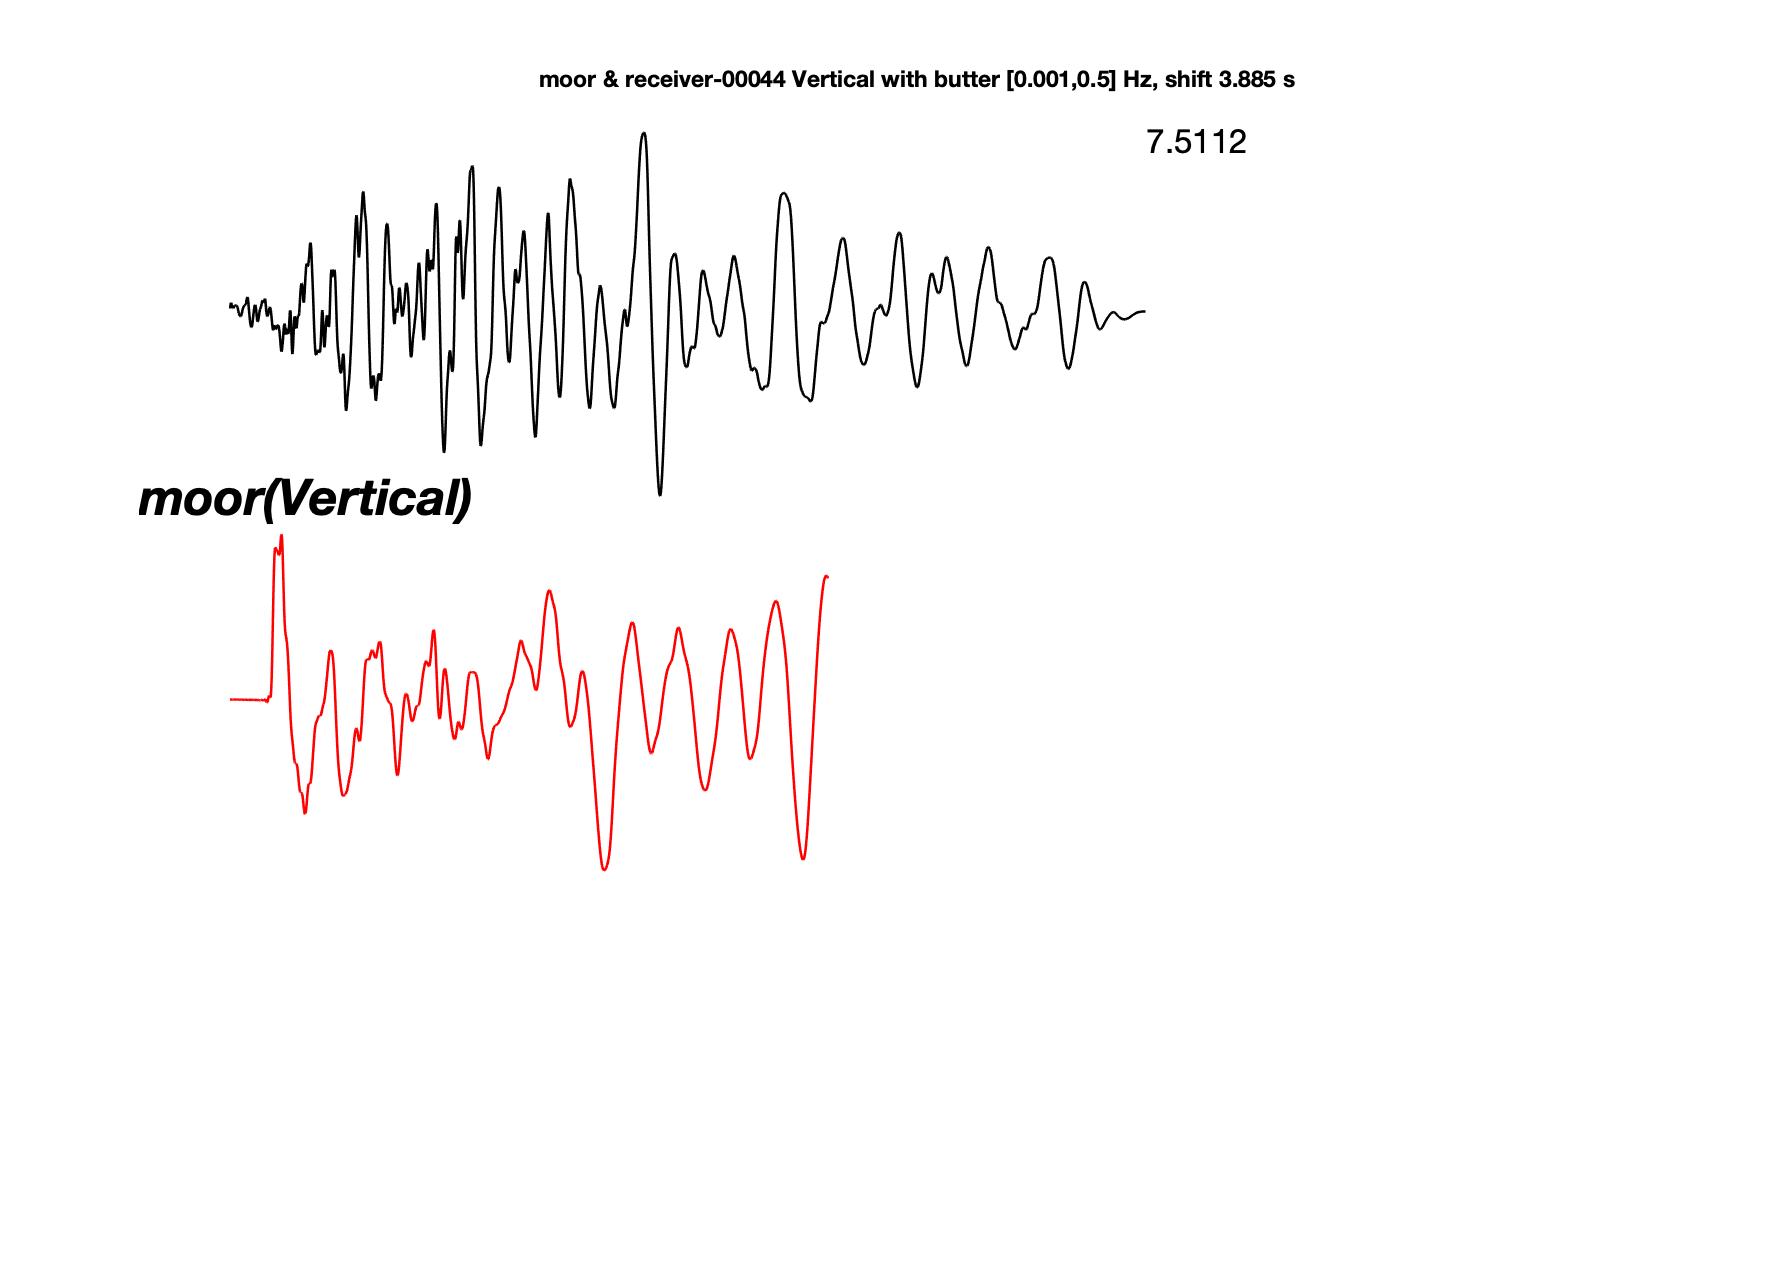 moor & receiver-00044 Vertical with butter [0.001,0.5] Hz, shift 3.885 s
7.5112
moor(Vertical)